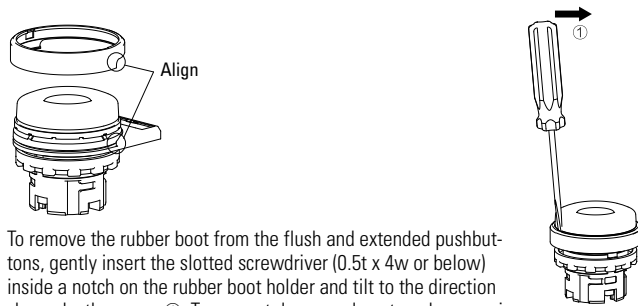 ①
Align
To remove the rubber boot from the flush and extended pushbut-
tons, gently insert the slotted screwdriver (0.5t x 4w or below)
inside a notch on the rubber boot holder and tilt to the direction